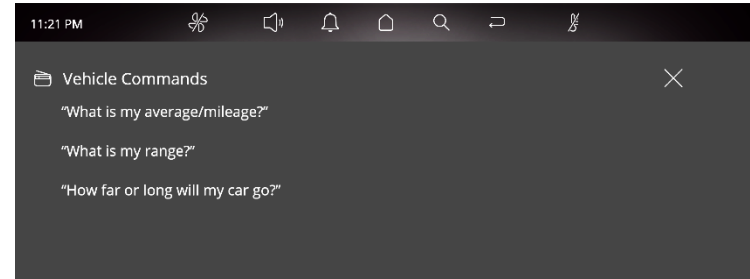 11:21 PM
Vehicle Commands
“What is my average/mileage?”
“What is my range?”
“How far or long will my car go?”